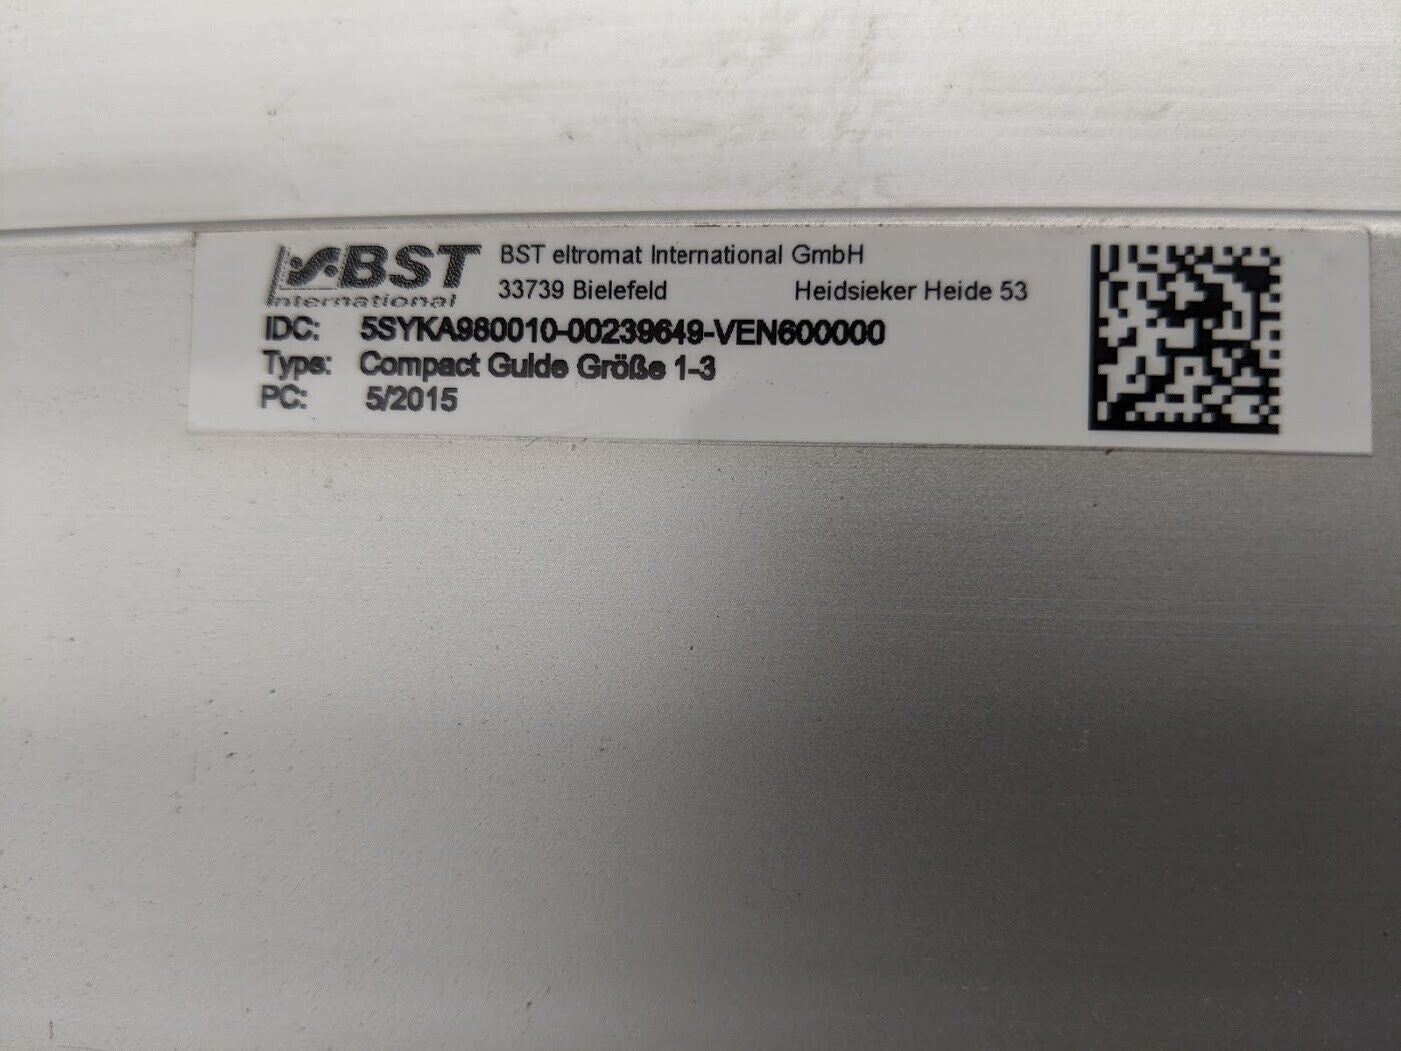 BST
International
BST eltromat International GmbH
33739 Bielefeld Heidsieker Heide 53
IDC: 5SYKA980010-00239649-VEN600000
Type: Compact Guide Größe 1-3
PC: 5/2015